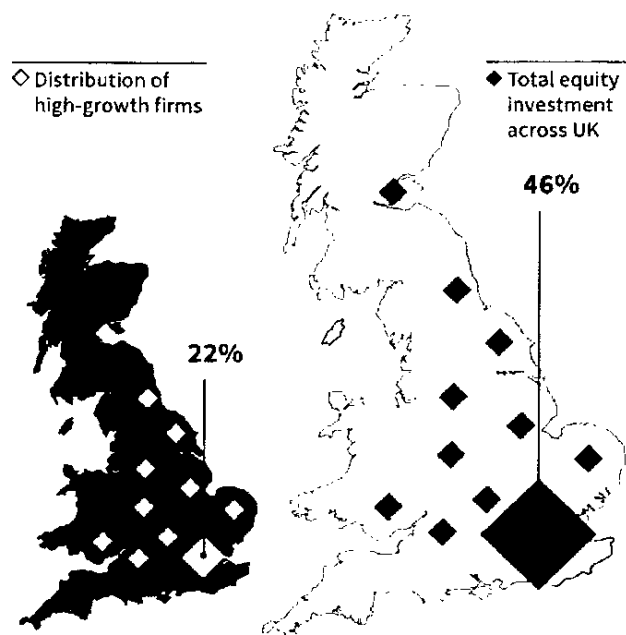 Distribution of
high-growth firms
Total equity
investment
across UK
46%
22%